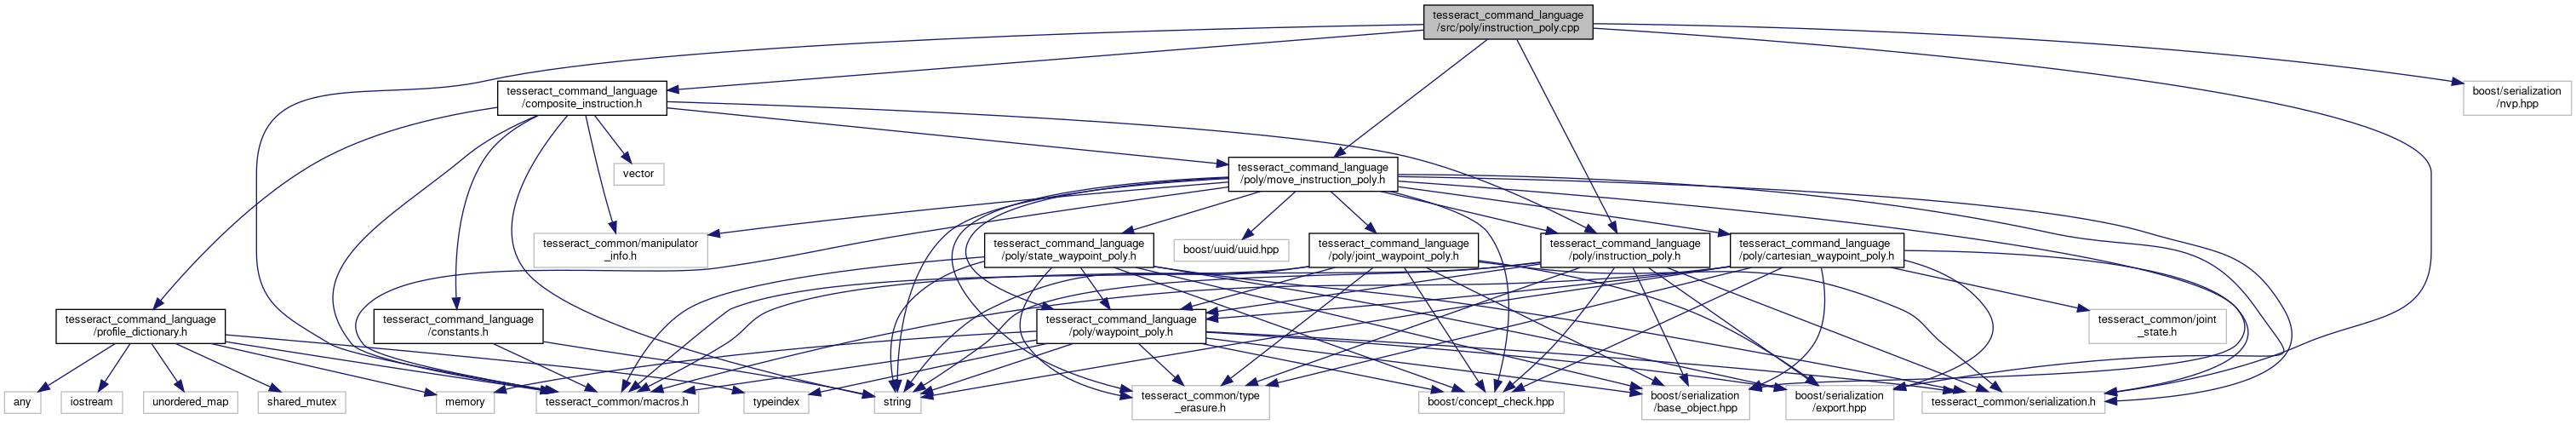 tesseract_command_language
/src/poly/instruction_poly.cpp
tesseract_command_language
/composite_instruction.h
boost/serialization
/nvp.hpp
vector
tesseract_command_language
/poly/move_instruction_poly.h
tesseract_common/manipulator
_info.h
tesseract_command_language
/poly/state_waypoint_poly.h
boost/uuid/uuid.hpp
tesseract_command_language
/poly/joint_waypoint_poly.h
tesseract_command_language
/poly/instruction_poly.h
tesseract_command_language
/poly/cartesian_waypoint_poly.h
tesseract_command_language
/profile_dictionary.h
tesseract_command_language
/constants.h
tesseract_command_language
/poly/waypoint_poly.h
tesseract_common/joint
_state.h
any
iostream
unordered_map
shared_mutex
memory
tesseract_common/macros.h
typeindex
string
tesseract_common/type
_erasure.h
boost/concept_check.hpp
boost/serialization
/base_object.hpp
boost/serialization
/export.hpp
tesseract_common/serialization.h